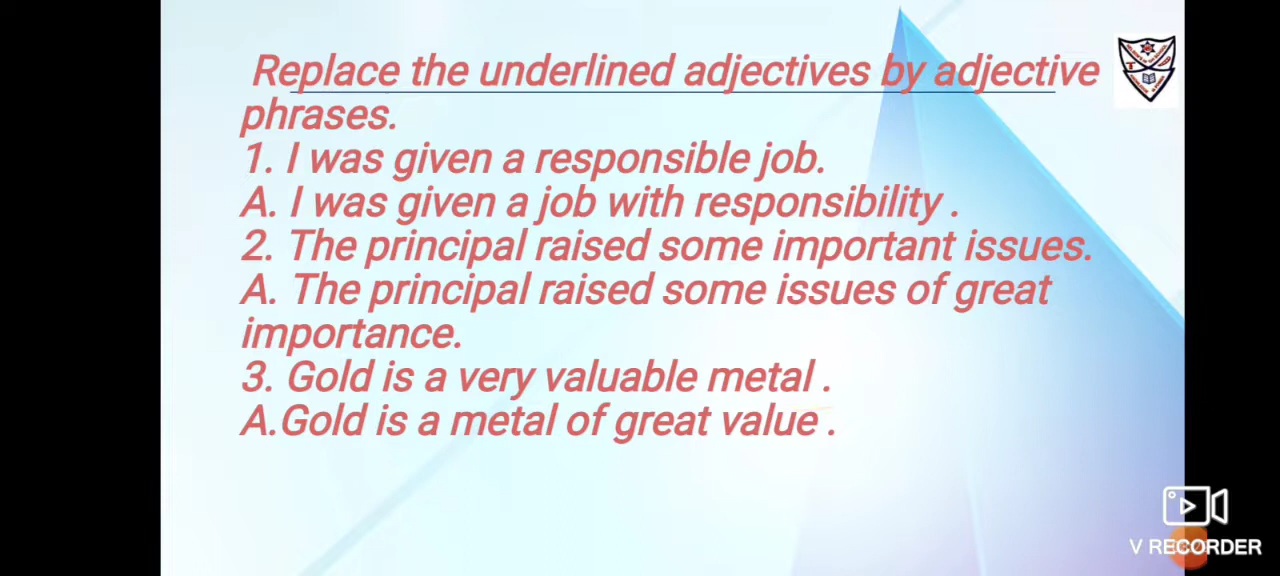 Replace the underlined adjectives by adjective
phrases.
1. I was given a responsible job.
A. I was given a job with responsibility .
2. The principal raised some important issues.
A. The principal raised some issues of great
importance.
3. Gold is a very valuable metal .
A.Gold is a metal of great value .
V RECORDER